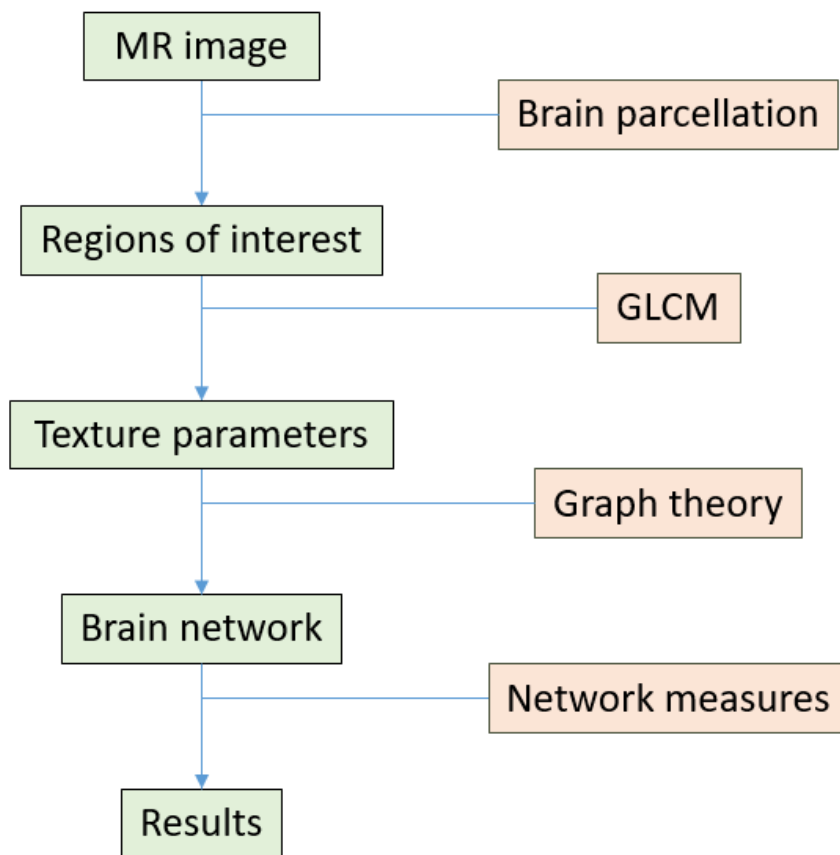 MR image
Brain parcellation
Regions of interest
GLCM
Texture parameters
Graph theory
Brain network
Network measures
Results